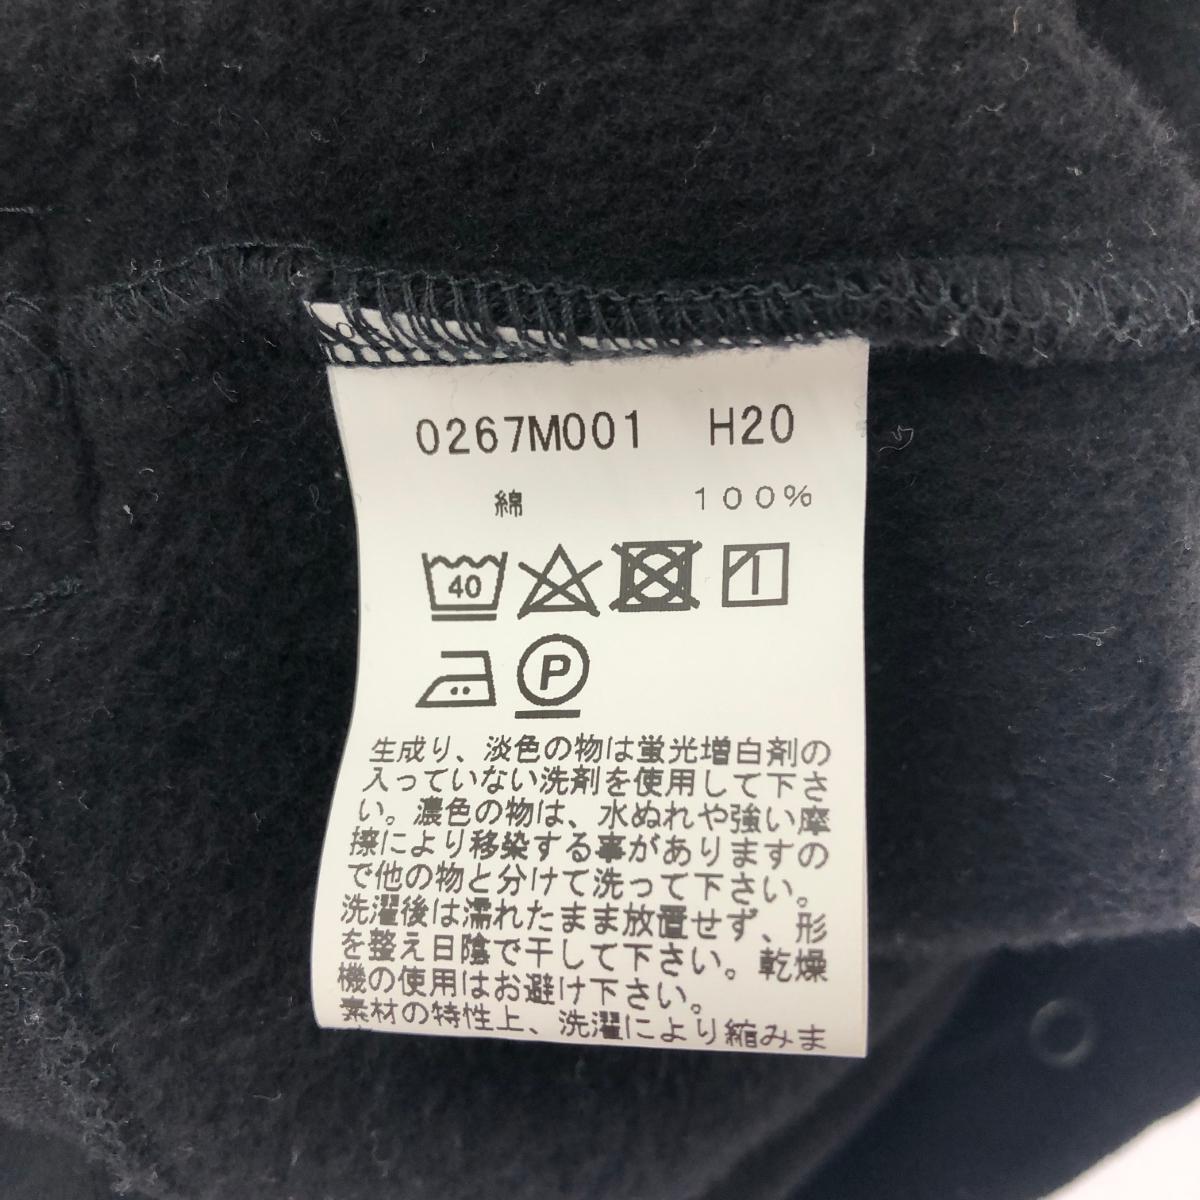 0267M001 H20
綿 100%
40
P
生成り、淡色の物は蛍光増白剤の
入っていない洗剤を使用して下さ
い。濃色の物は、水ぬれや強い摩
擦により移染する事がありますの
で他の物と分けて洗って下さい。
洗濯後は濡れたまま放置せず、形
を整え日陰で干して下さい。乾燥
機の使用はお避け下さい。
素材の特性上、洗濯により縮みま